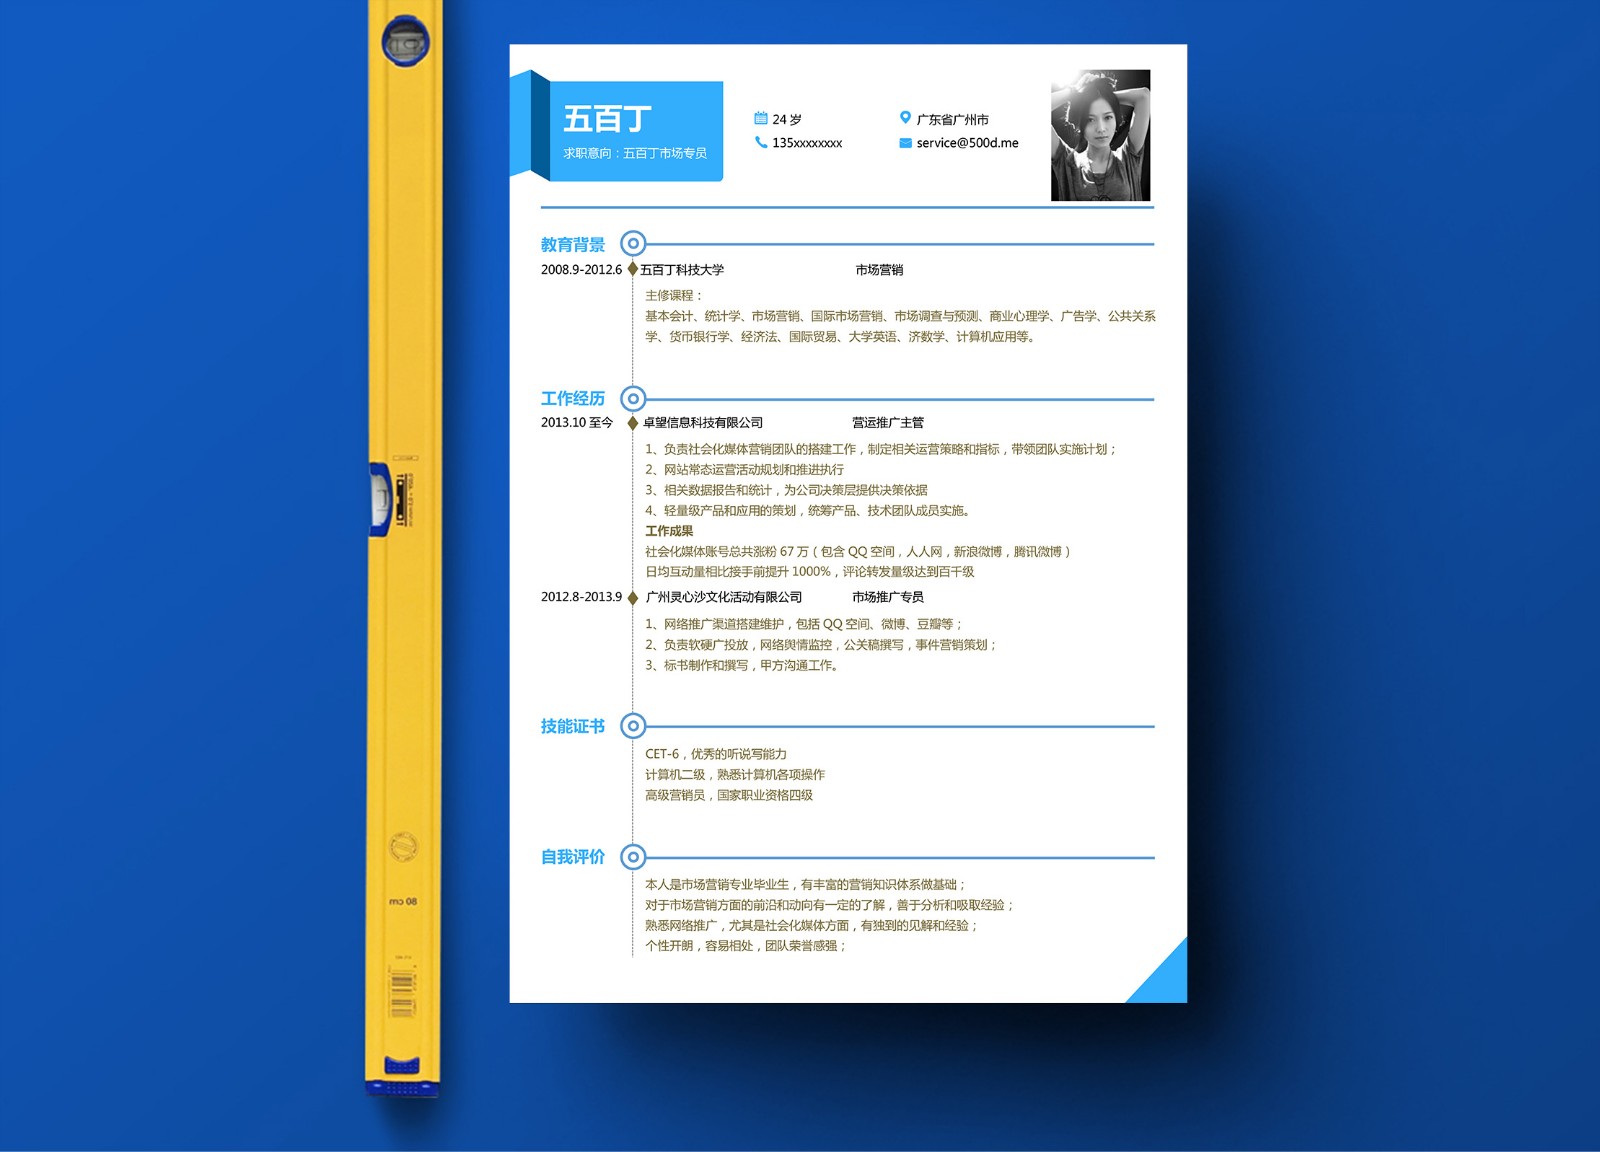 五百丁
求职意向：五百丁市场专员
24 岁
广东省广州市
135xxxxxxxx
service@500d.me
教育背景
2008.9-2012.6 五百丁科技大学 市场营销
主修课程：
基本会计、统计学、市场营销、国际市场营销、市场调查与预测、商业心理学、广告学、公共关系
学、货币银行学、经济法、国际贸易、大学英语、济数学、计算机应用等。
工作经历
2013.10 至今 卓望信息科技有限公司 营运推广主管
1、负责社会化媒体营销团队的搭建工作，制定相关运营策略和指标，带领团队实施计划；
2、网站常态运营活动规划和推进执行
3、相关数据报告和统计，为公司决策层提供决策依据
4、轻量级产品和应用的策划，统筹产品、技术团队成员实施。
工作成果
社会化媒体账号总共涨粉 67 万（包含 QQ 空间，人人网，新浪微博，腾讯微博）
日均互动量相比接手前提升 1000%，评论转发量级达到百千级
2012.8-2013.9 广州灵心沙文化活动有限公司 市场推广专员
1、网络推广渠道搭建维护，包括 QQ 空间、微博、豆瓣等；
2、负责软硬广投放，网络舆情监控，公关稿撰写，事件营销策划；
3、标书制作和撰写，甲方沟通工作。
技能证书
CET-6，优秀的听说写能力
计算机二级，熟悉计算机各项操作
高级营销员，国家职业资格四级
自我评价
本人是市场营销专业毕业生，有丰富的营销知识体系做基础；
对于市场营销方面的前沿和动向有一定的了解，善于分析和吸取经验；
熟悉网络推广，尤其是社会化媒体方面，有独到的见解和经验；
个性开朗，容易相处，团队荣誉感强；
80 cm